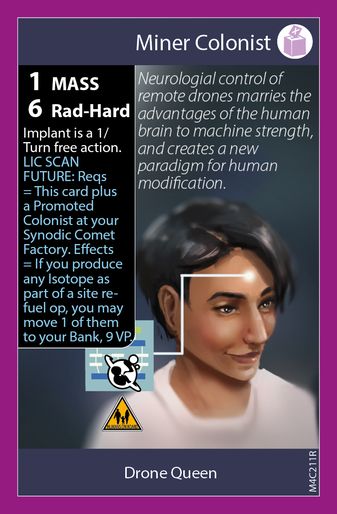 Miner Colonist
1 MASS
6 Rad-Hard
Implant is a 1/
Turn free action.
LIC SCAN
FUTURE: Reqs
= This card plus
a Promoted
Colonist at your
Synodic Comet
Factory. Effects
= If you produce
any Isotope as
part of a site re-
fuel op, you may
move 1 of them
to your Bank, 9 VP.
Neurologial control of
remote drones marries the
advantages of the human
brain to machine strength,
and creates a new
paradigm for human
modification.
Drone Queen
M4C211R